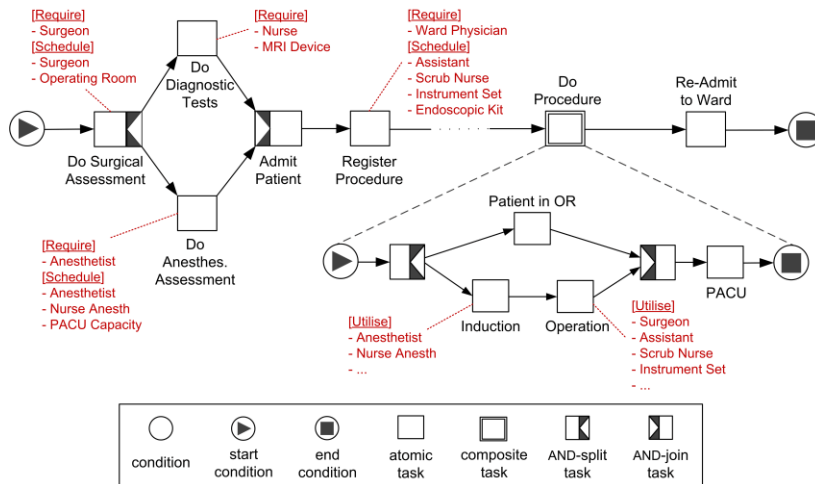 [Require]
- Surgeon
[Schedule]
- Surgeon
- Operating Room
[Require]
- Nurse
- MRI Device
Do
Diagnostic
Tests
[Require]
- Ward Physician
[Schedule]
- Assistant
- Scrub Nurse
- Instrument Set
- Endoscopic Kit
Do
Procedure
Re-Admit
to Ward
Do Surgical
Assessment
Admit
Patient
Register
Procedure
Do
Anesthes.
Assessment
[Require]
- Anesthetist
[Schedule]
- Anesthetist
- Nurse Anesth
- PACU Capacity
Patient in OR
Induction
Operation
PACU
[Utilise]
- Anesthetist
- Nurse Anesth
- ...
[Utilise]
- Surgeon
- Assistant
- Scrub Nurse
- Instrument Set
- ...
condition
start
condition
end
condition
atomic
task
composite
task
AND-split
task
AND-join
task